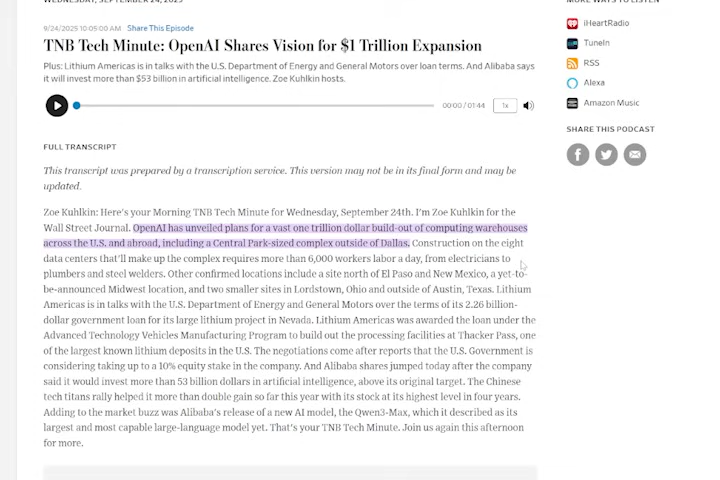 WEDNESDAY, SEPTEMBER 24, 2025
9/24/2025 10:05:00 AM Share This Episode
TNB Tech Minute: OpenAI Shares Vision for $1 Trillion Expansion
Plus: Lithium Americas is in talks with the U.S. Department of Energy and General Motors over loan terms. And Alibaba says
it will invest more than $53 billion in artificial intelligence. Zoe Kuhlkin hosts.
00:00 / 01:44
1x
FULL TRANSCRIPT
This transcript was prepared by a transcription service. This version may not be in its final form and may be
updated.
Zoe Kuhlkin: Here's your Morning TNB Tech Minute for Wednesday, September 24th. I'm Zoe Kuhlkin for the
Wall Street Journal. OpenAI has unveiled plans for a vast one trillion dollar build-out of computing warehouses
across the U.S. and abroad, including a Central Park-sized complex outside of Dallas. Construction on the eight
data centers that'll make up the complex requires more than 6,000 workers labor a day, from electricians to
plumbers and steel welders. Other confirmed locations include a site north of El Paso and New Mexico, a yet-to-
be-announced Midwest location, and two smaller sites in Lordstown, Ohio and outside of Austin, Texas. Lithium
Americas is in talks with the U.S. Department of Energy and General Motors over the terms of its 2.26 billion-
dollar government loan for its large lithium project in Nevada. Lithium Americas was awarded the loan under the
Advanced Technology Vehicles Manufacturing Program to build out the processing facilities at Thacker Pass, one
of the largest known lithium deposits in the U.S. The negotiations come after reports that the U.S. Government is
considering taking up to a 10% equity stake in the company. And Alibaba shares jumped today after the company
said it would invest more than 53 billion dollars in artificial intelligence, above its original target. The Chinese
tech titans rally helped it more than double gain so far this year with its stock at its highest level in four years.
Adding to the market buzz was Alibaba's release of a new AI model, the Qwen3-Max, which it described as its
largest and most capable large-language model yet. That's your TNB Tech Minute. Join us again this afternoon
for more.
MORE WAYS TO LISTEN
iHeartRadio
TuneIn
RSS
Alexa
Amazon Music
SHARE THIS PODCAST